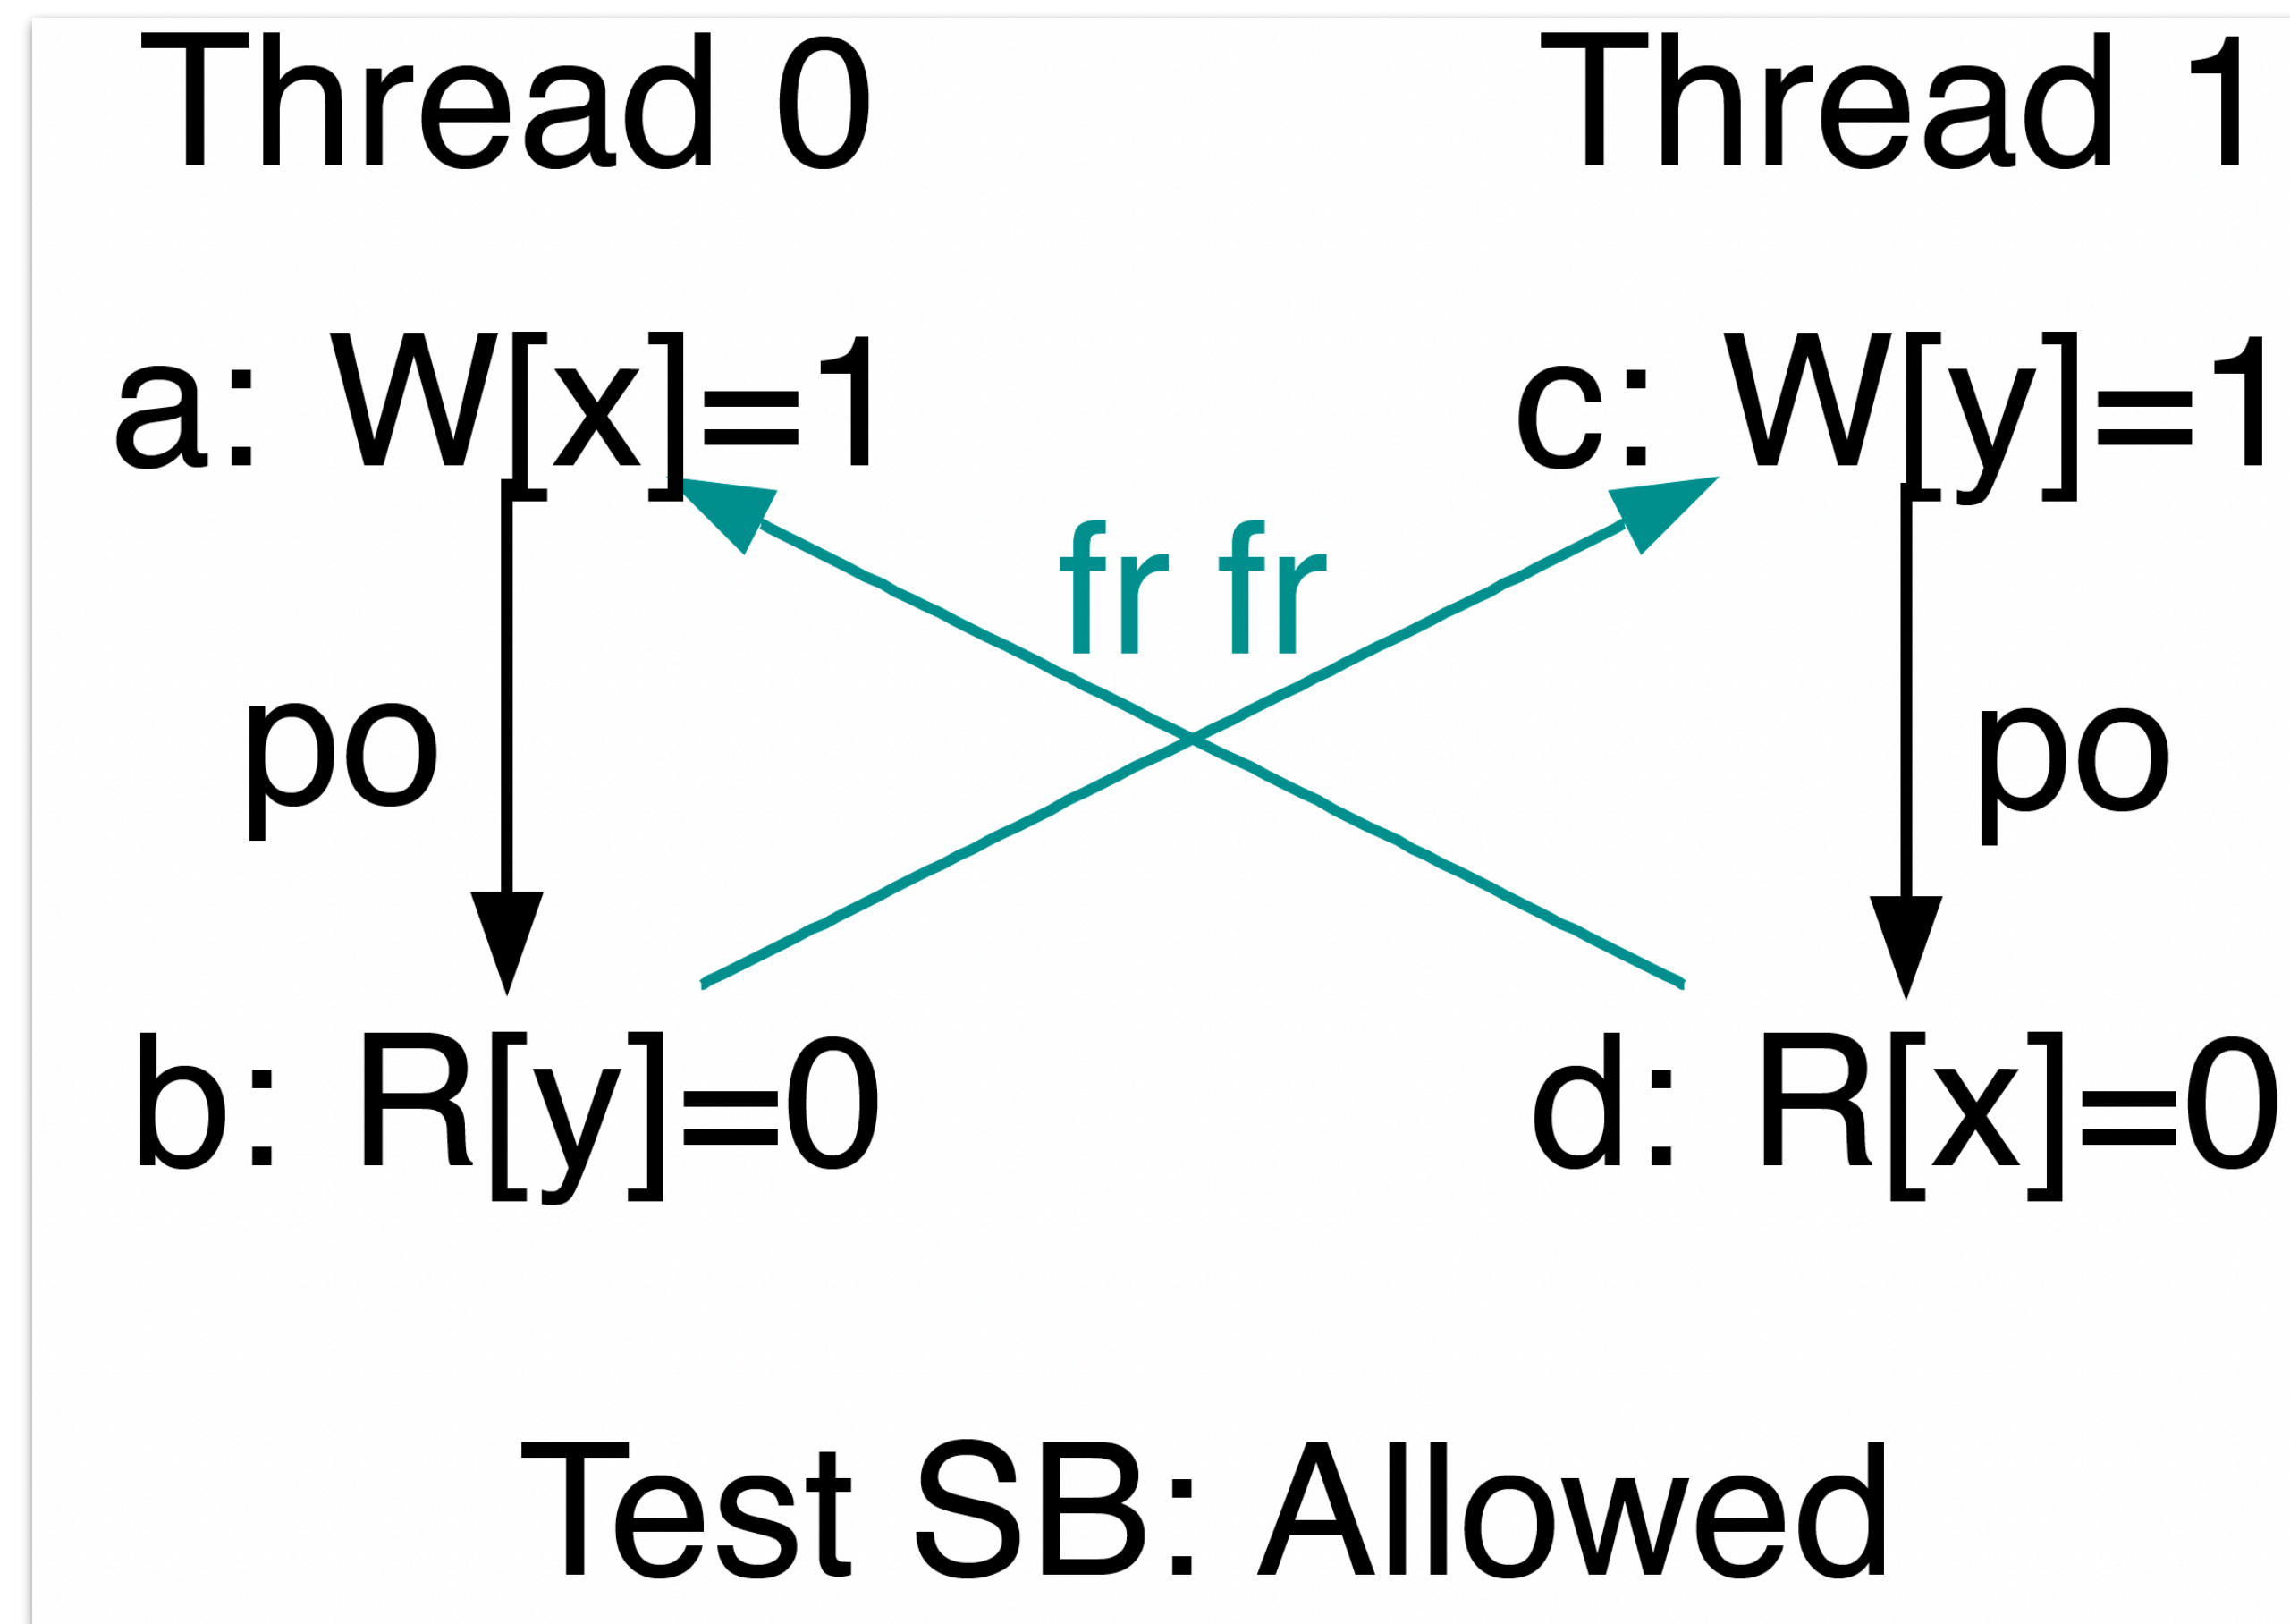 Thread 0 Thread 1
a: W[x]=1 c: W[y]=1
fr fr
po po
b: R[y]=0 d: R[x]=0
Test SB: Allowed